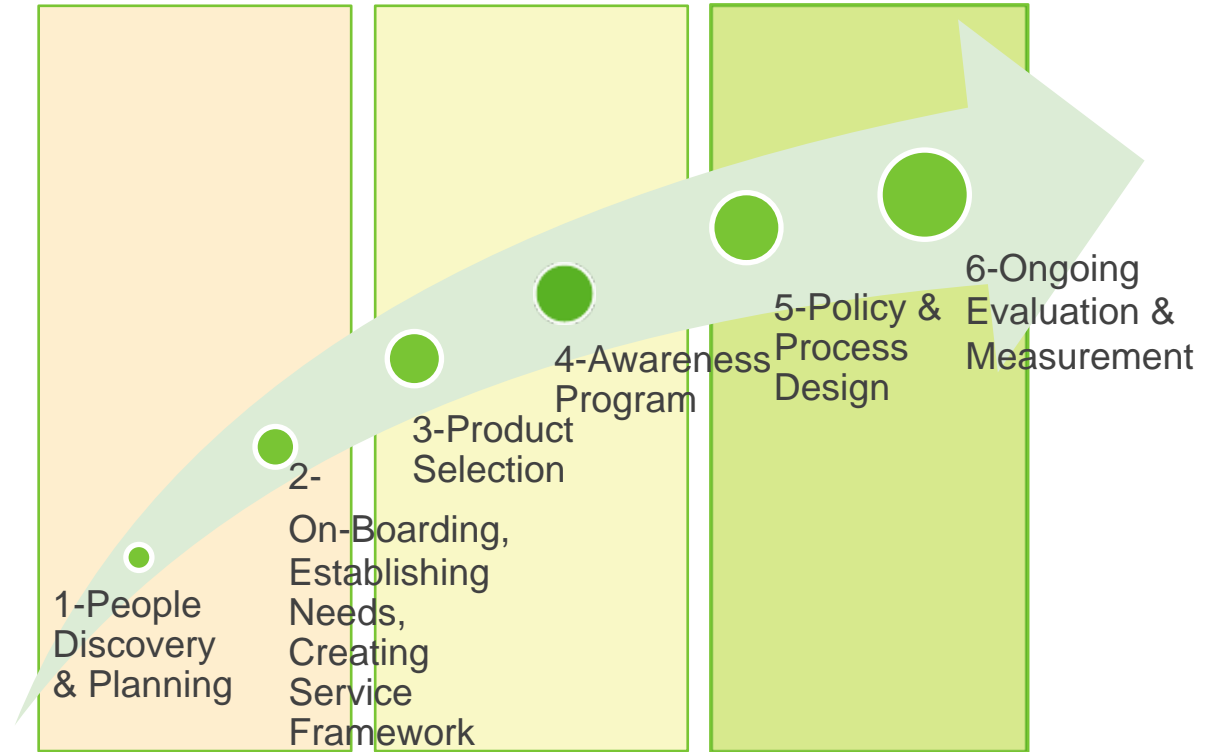 1-People
Discovery
& Planning
2-
On-Boarding,
Establishing
Needs,
Creating
Service
Framework
3-Product
Selection
4-Awareness
Program
5-Policy &
Process
Design
6-Ongoing
Evaluation &
Measurement